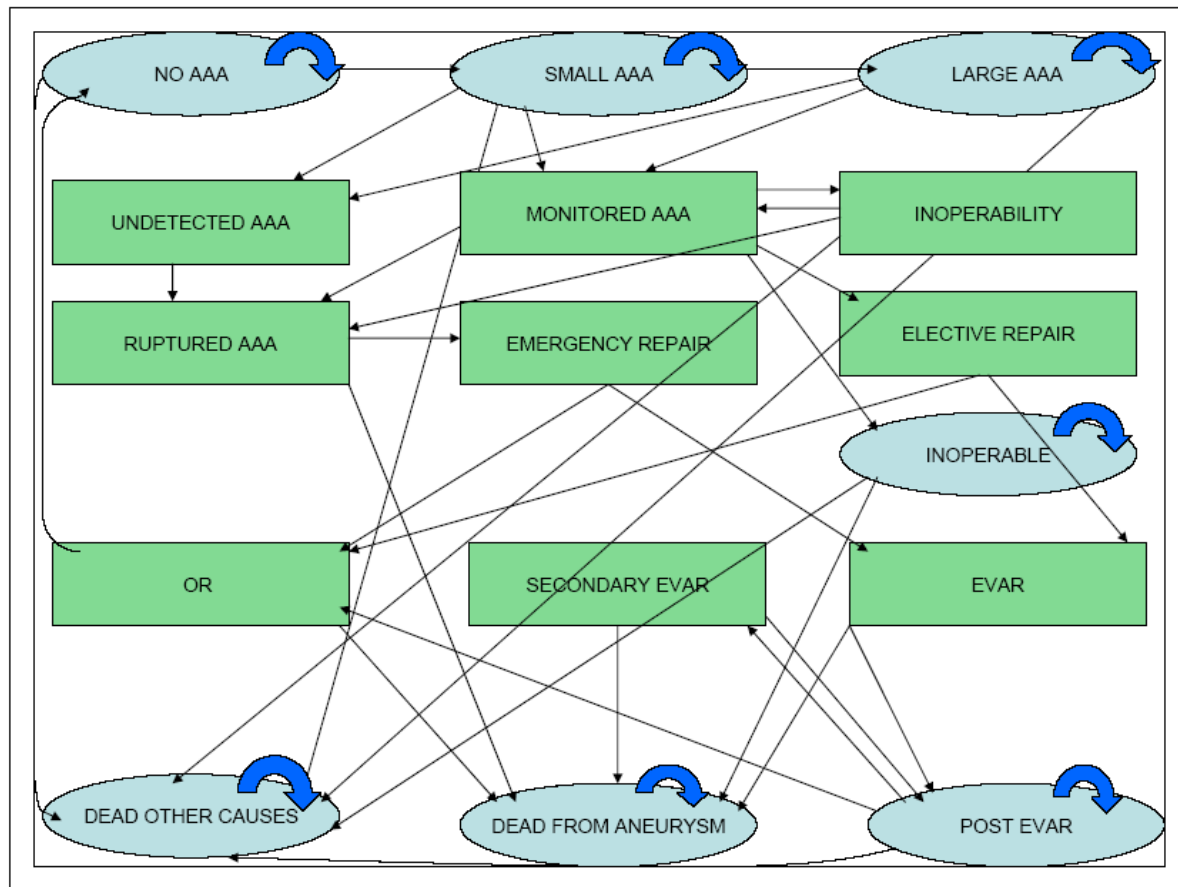 NO AAA
SMALL AAA
LARGE AAA
UNDETECTED AAA
MONITORED AAA
INOPERABILITY
RUPTURED AAA
EMERGENCY REPAIR
ELECTIVE REPAIR
INOPERABLE
OR
SECONDARY EVAR
EVAR
DEAD OTHER CAUSES
DEAD FROM ANEURYSM
POST EVAR